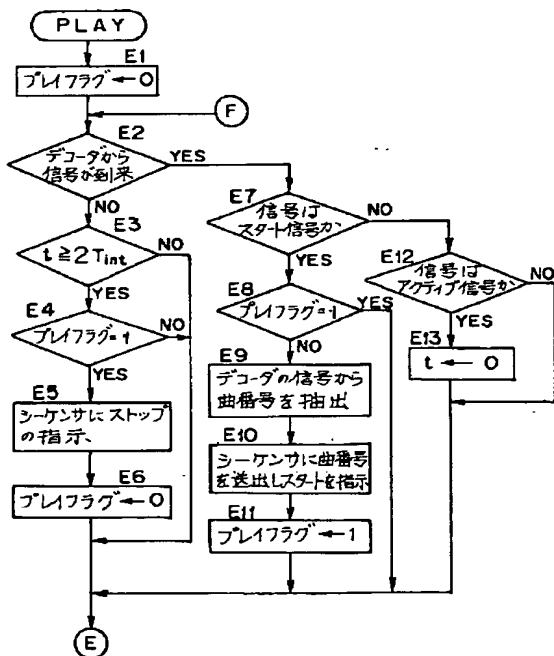 PLAY
E1
プレイフラグ←0
F
E2
デコーダから
信号が到来
YES
NO
E3
t≧2Tint
NO
YES
E4
プレイフラグ=1
NO
YES
E5
シーケンサにストップ
の指示、
E6
プレイフラグ←0
E
E7
信号は
スタート信号か
NO
YES
E8
プレイフラグ=1
YES
NO
E9
デコーダの信号から
曲番号を抽出
E10
シーケンサに曲番号
を送出しスタートを指示
E11
プレイフラグ←1
E12
信号は
アクティブ信号か
NO
YES
E13
t ← 0